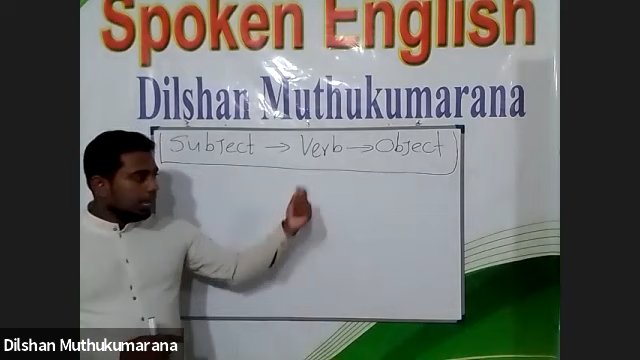 Spoken English
Dilshan Muthukumarana
Subject → Verb → Object
Dilshan Muthukumarana